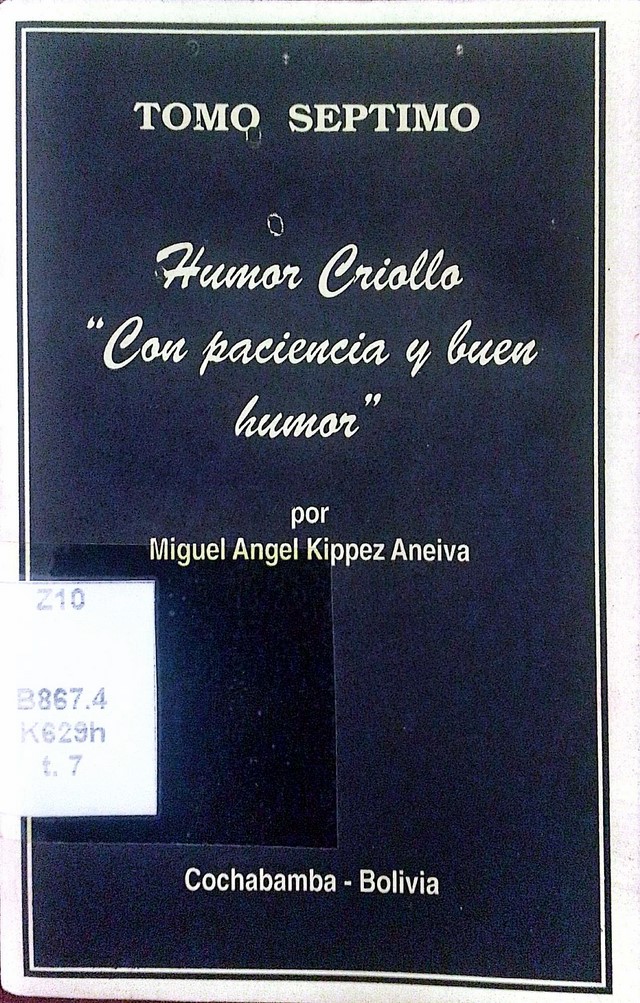 TOMO SEPTIMO
Humor Criollo
“Con paciencia y buen
humor”
por
Miguel Angel Kippez Aneiva
Z10
B867.4
K629h
t. 7
Cochabamba - Bolivia